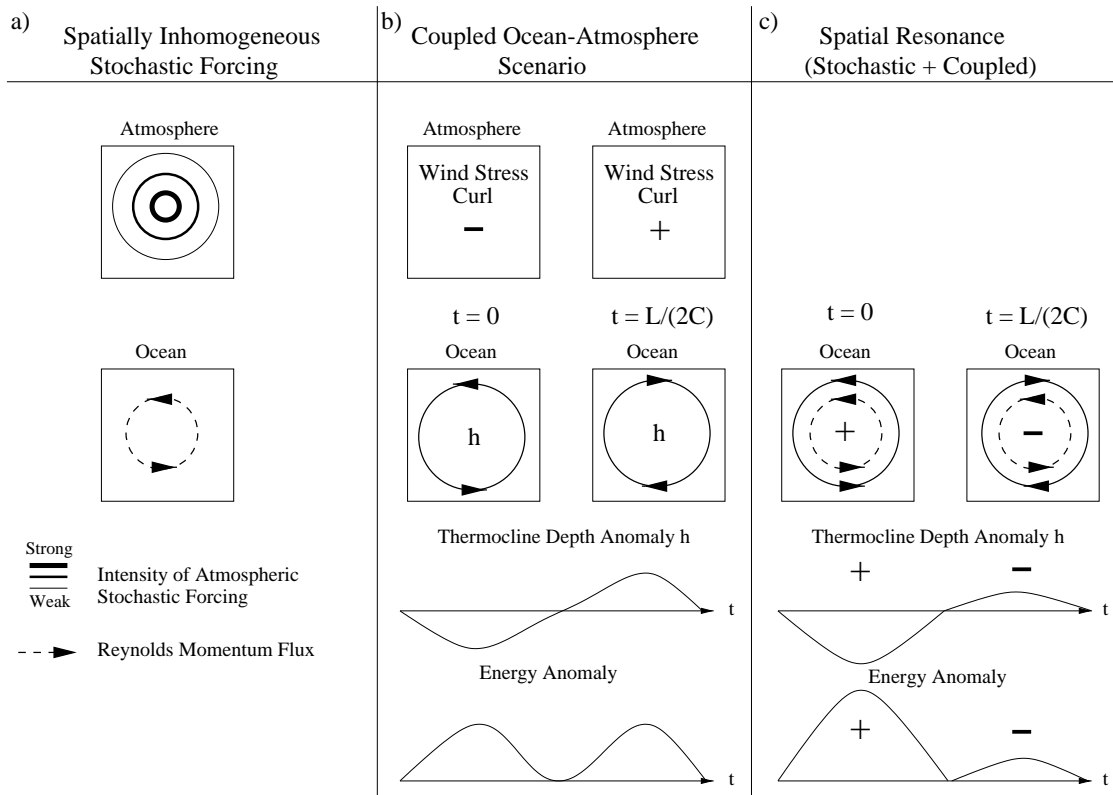 a)
Spatially Inhomogeneous
Stochastic Forcing
Atmosphere
Ocean
Strong
Weak
Intensity of Atmospheric
Stochastic Forcing
Reynolds Momentum Flux
b)
Coupled Ocean-Atmosphere
Scenario
Atmosphere
Wind Stress
Curl
−
Atmosphere
Wind Stress
Curl
+
t = 0
t = L/(2C)
Ocean
h
Ocean
h
Thermocline Depth Anomaly h
t
Energy Anomaly
t
c)
Spatial Resonance
(Stochastic + Coupled)
t = 0
t = L/(2C)
Ocean
+
Ocean
−
Thermocline Depth Anomaly h
+ −
t
Energy Anomaly
+ −
t